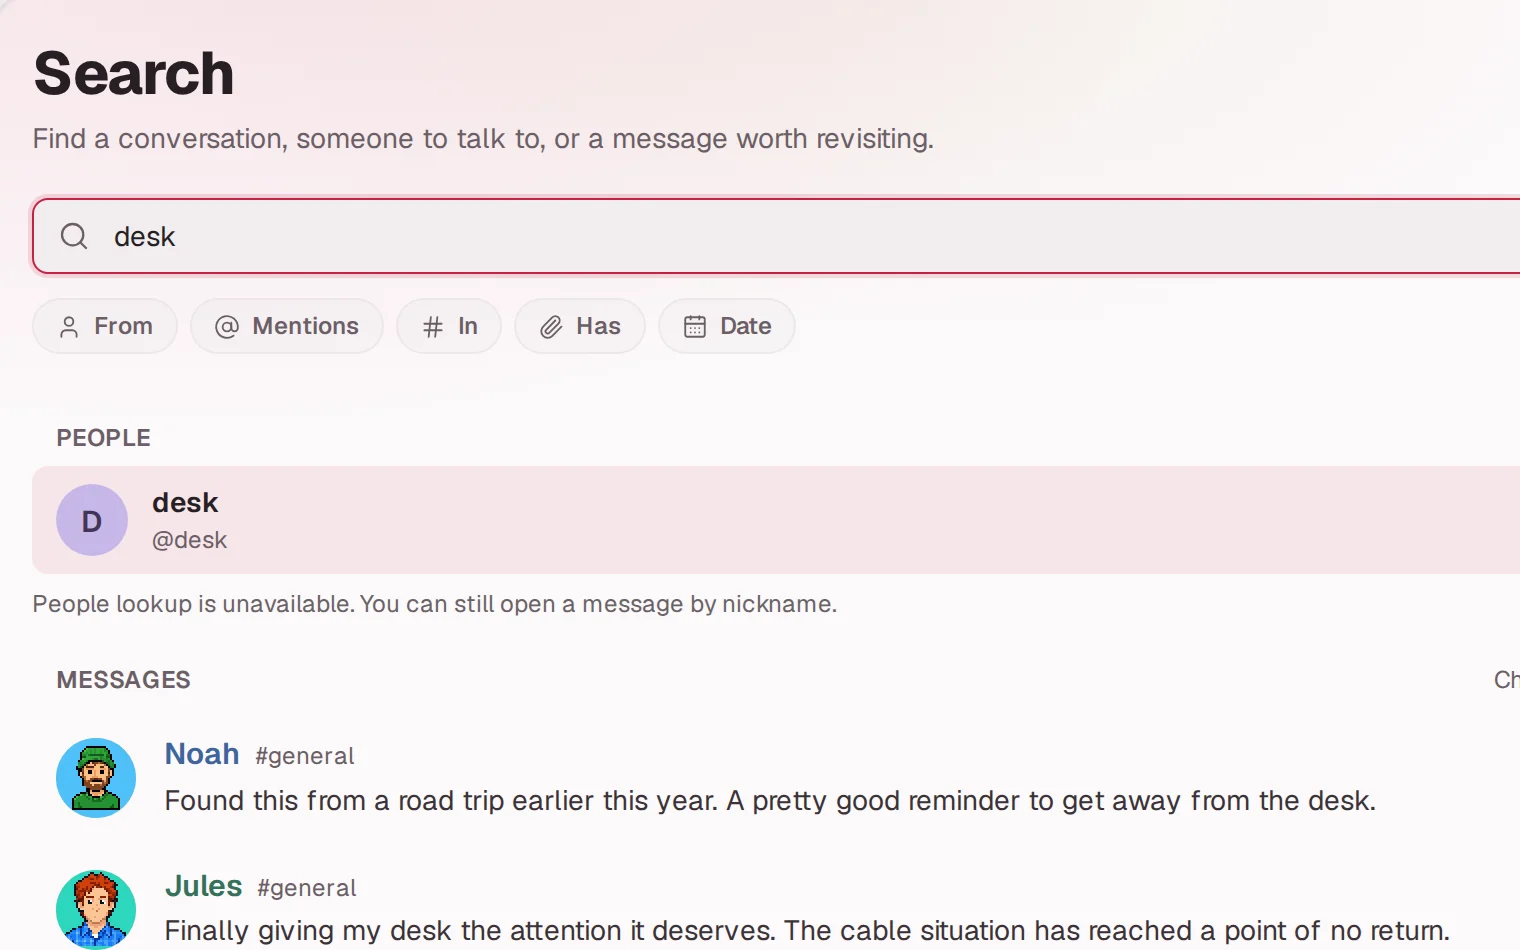 Search
Find a conversation, someone to talk to, or a message worth revisiting.
desk
From
Mentions
In
Has
Date
PEOPLE
D
desk
@desk
People lookup is unavailable. You can still open a message by nickname.
MESSAGES
Ch
Noah #general
Found this from a road trip earlier this year. A pretty good reminder to get away from the desk.
Jules #general
Finally giving my desk the attention it deserves. The cable situation has reached a point of no return.